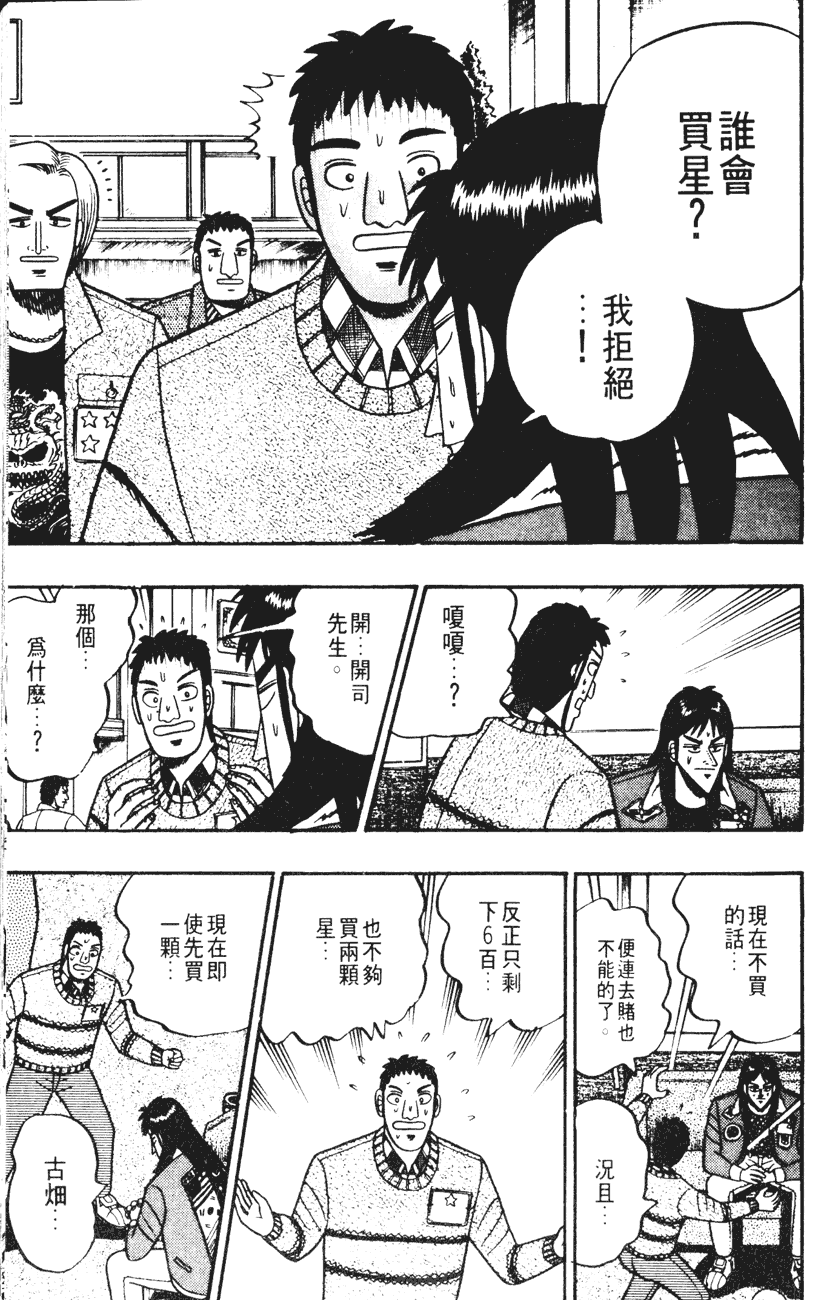 誰會
買星?
我拒絕
…!
嗄嗄…?
開…開司
先生。
那個…
爲什麼…?
現在不買
的話…
便連去賭也
不能的了。
況且…
反正只剩
下6百…
也不夠
買兩顆
星…
現在即
使先買
一顆…
古畑…